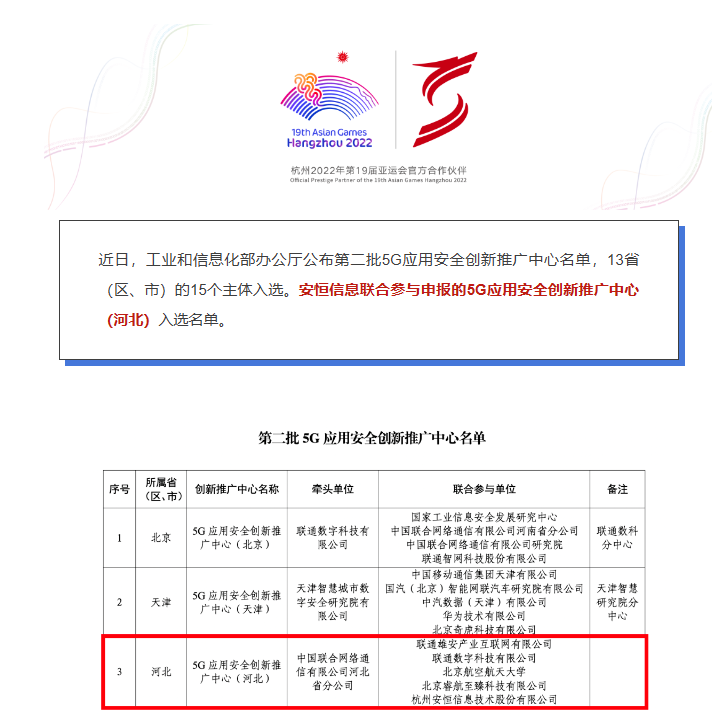 19th Asian Games
Hangzhou 2022
杭州2022年第19届亚运会官方合作伙伴
Official Prestige Partner of the 19th Asian Games Hangzhou 2022
近日，工业和信息化部办公厅公布第二批5G应用安全创新推广中心名单，13省
（区、市）的15个主体入选。安恒信息联合参与申报的5G应用安全创新推广中心
(河北）入选名单。
第二批 5G 应用安全创新推广中心名单
序号 所属省（区、市） 创新推广中心名称 牵头单位 联合参与单位 备注
1 北京 5G 应用安全创新推广中心（北京） 联通数字科技有限公司
国家工业信息安全发展研究中心
中国联合网络通信有限公司河南省分公司
中国联合网络通信有限公司研究院
联通智网科技股份有限公司
联通数科分中心
2 天津 5G 应用安全创新推广中心（天津） 天津智慧城市数字安全研究院有限公司
中国移动通信集团天津有限公司
国汽（北京）智能网联汽车研究院有限公司
中汽数据（天津）有限公司
华为技术有限公司
北京奇虎科技有限公司
天津智慧研究院分中心
3 河北 5G 应用安全创新推广中心（河北） 中国联合网络通信有限公司河北省分公司
联通雄安产业互联网有限公司
联通数字科技有限公司
北京航空航天大学
北京睿航至臻科技有限公司
杭州安恒信息技术股份有限公司